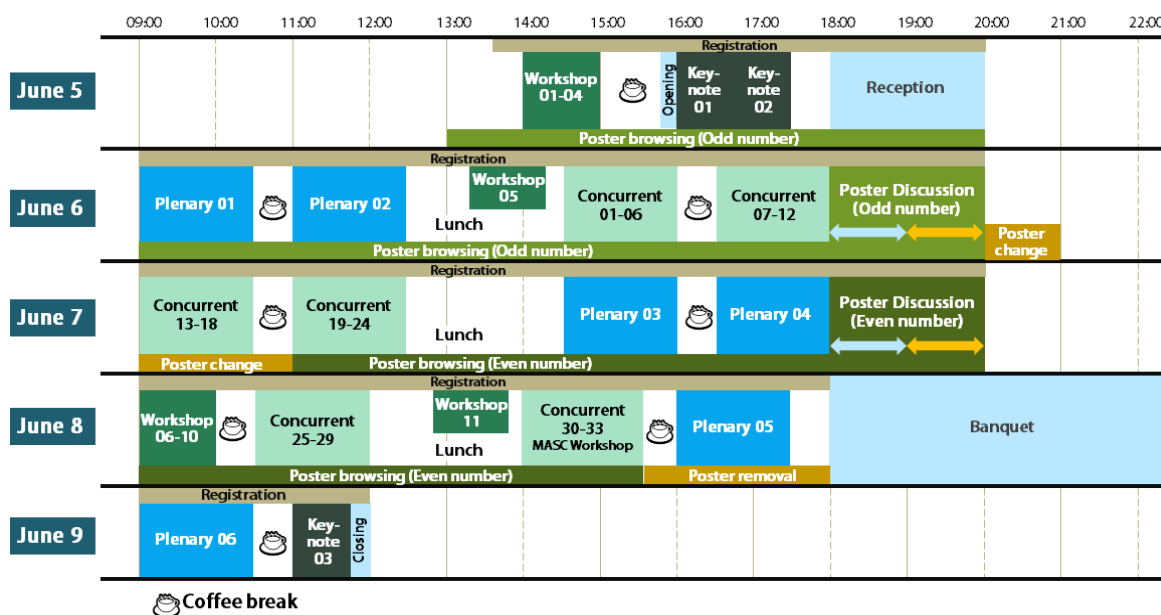 09:00 10:00 11:00 12:00 13:00 14:00 15:00 16:00 17:00 18:00 19:00 20:00 21:00 22:00
June 5
Registration
Workshop
01-04
Opening
Key-
note
01
Key-
note
02
Reception
Poster browsing (Odd number)
June 6
Registration
Plenary 01
Plenary 02
Lunch
Workshop
05
Concurrent
01-06
Concurrent
07-12
Poster Discussion
(Odd number)
Poster
change
Poster browsing (Odd number)
June 7
Registration
Concurrent
13-18
Concurrent
19-24
Lunch
Plenary 03
Plenary 04
Poster Discussion
(Even number)
Poster change
Poster browsing (Even number)
June 8
Registration
Workshop
06-10
Concurrent
25-29
Workshop
11
Lunch
Concurrent
30-33
MASC Workshop
Plenary 05
Banquet
Poster browsing (Even number)
Poster removal
June 9
Registration
Plenary 06
Key-
note
03
Closing
Coffee break